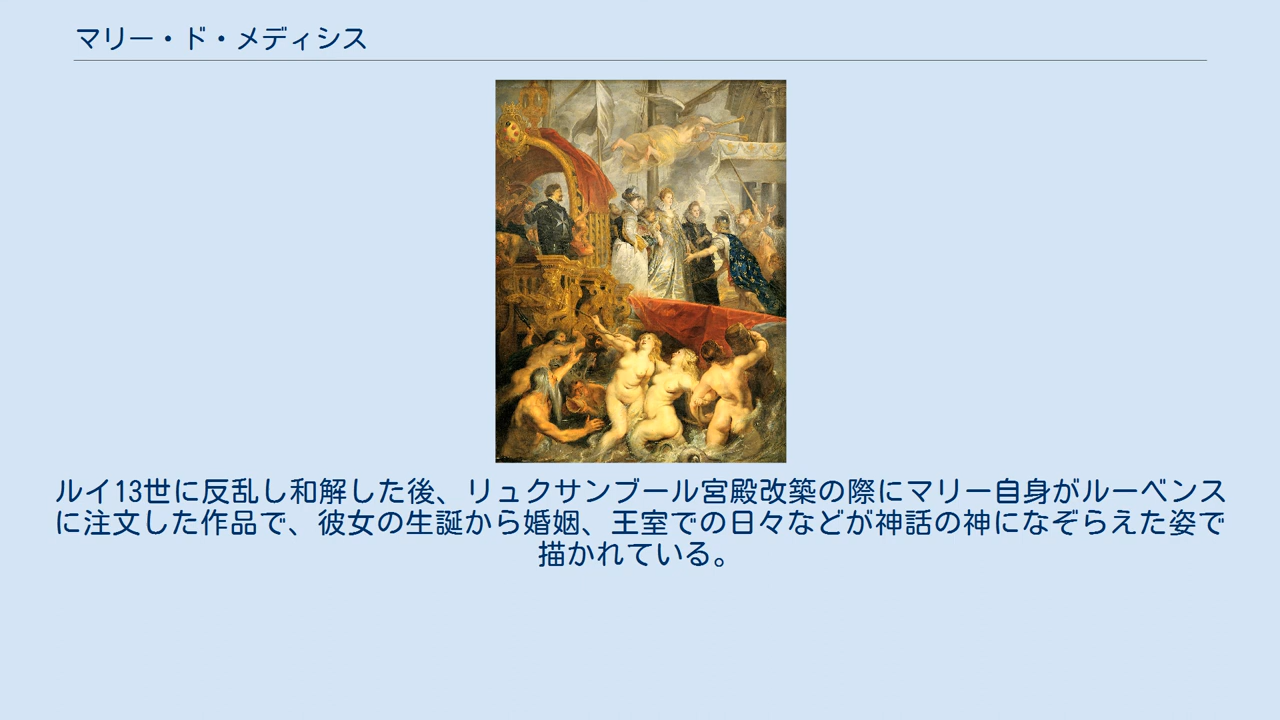 マリー・ド・メディシス
ルイ13世に反乱し和解した後、リュクサンブール宮殿改築の際にマリー自身がルーベンス
に注文した作品で、彼女の生誕から婚姻、王室での日々などが神話の神になぞらえた姿で
描かれている。